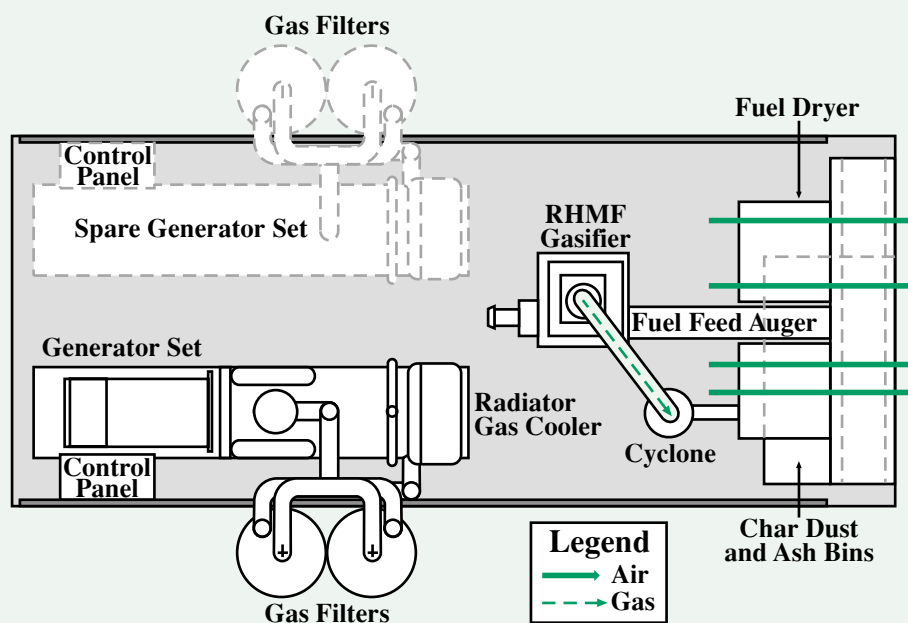 Gas Filters
Fuel Dryer
Control
Panel
Spare Generator Set
RHMF
Gasifier
Fuel Feed Auger
Generator Set
Radiator
Gas Cooler
Cyclone
Control
Panel
Char Dust
and Ash Bins
Gas Filters
Legend
Air
Gas